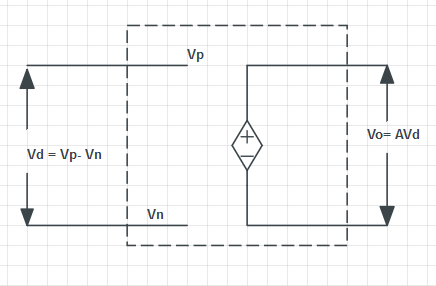 Vp
Vo= AVd
Vd = Vp- Vn
Vn